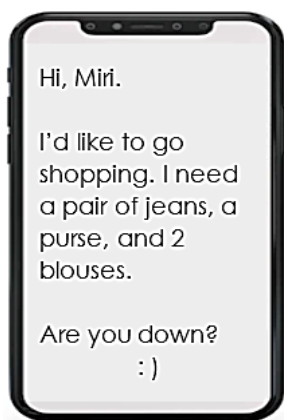 Hi, Miri.
I'd like to go
shopping. I need
a pair of jeans, a
purse, and 2
blouses.
Are you down?
: )